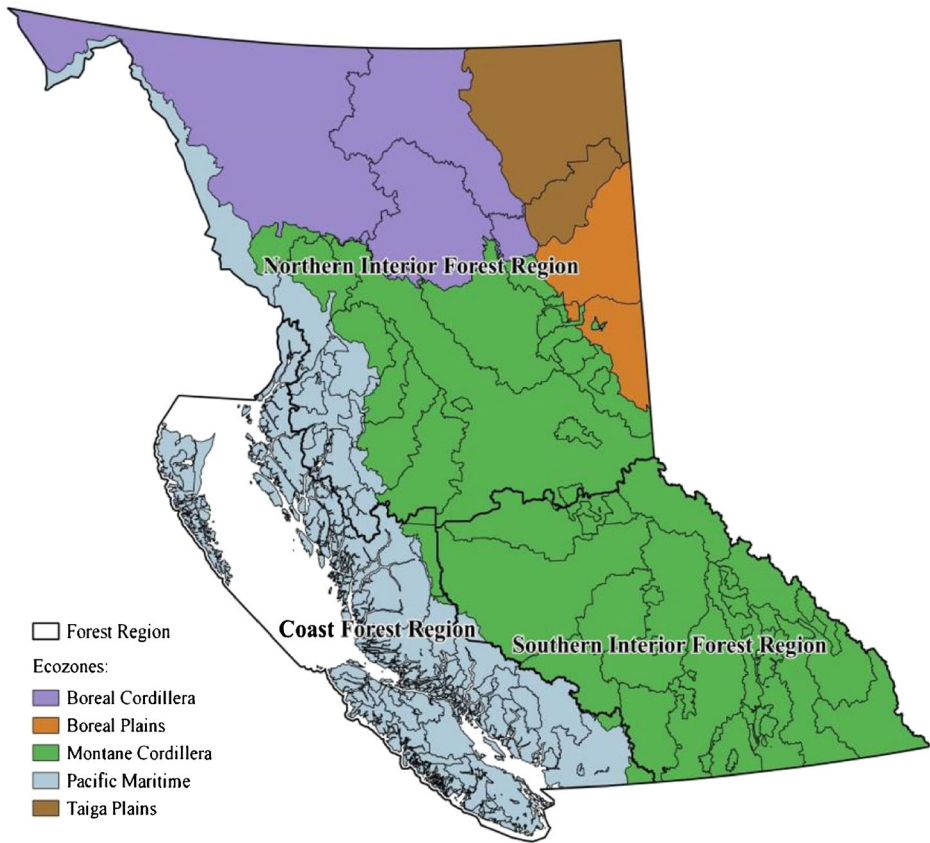 Northern Interior Forest Region
Coast Forest Region
Southern Interior Forest Region
Forest Region
Ecozones:
Boreal Cordillera
Boreal Plains
Montane Cordillera
Pacific Maritime
Taiga Plains